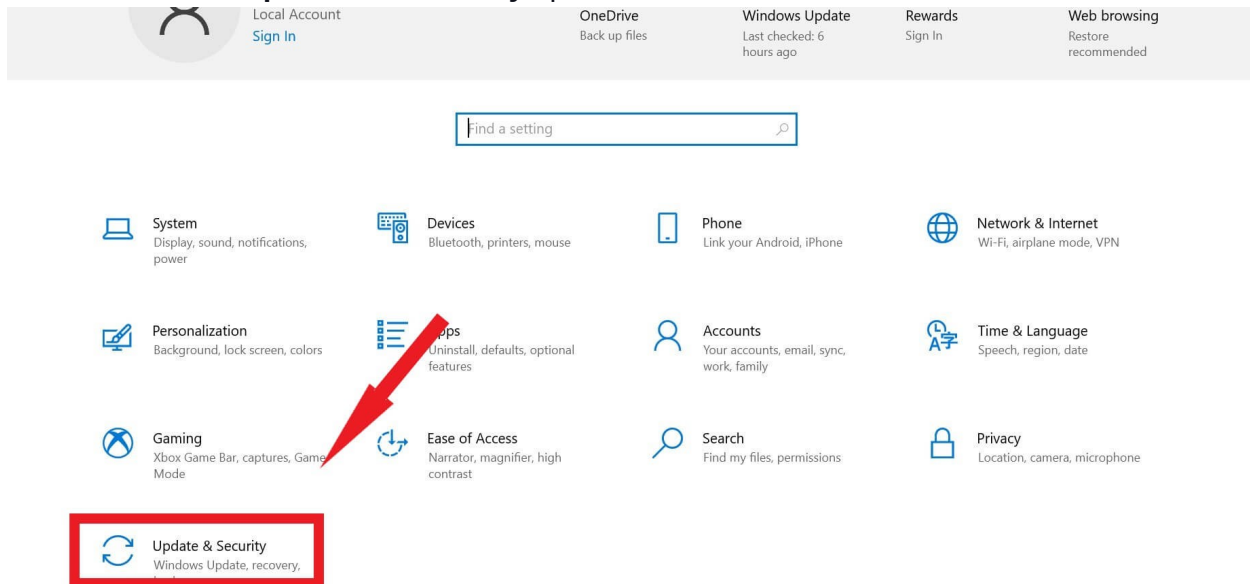 Local Account
Sign In
OneDrive
Back up files
Windows Update
Last checked: 6
hours ago
Rewards
Sign In
Web browsing
Restore
recommended
Find a setting
System
Display, sound, notifications,
power
Devices
Bluetooth, printers, mouse
Phone
Link your Android, iPhone
Network & Internet
Wi-Fi, airplane mode, VPN
Personalization
Background, lock screen, colors
Apps
Uninstall, defaults, optional
features
Accounts
Your accounts, email, sync,
work, family
Time & Language
Speech, region, date
Gaming
Xbox Game Bar, captures, Game
Mode
Ease of Access
Narrator, magnifier, high
contrast
Search
Find my files, permissions
Privacy
Location, camera, microphone
Update & Security
Windows Update, recovery,